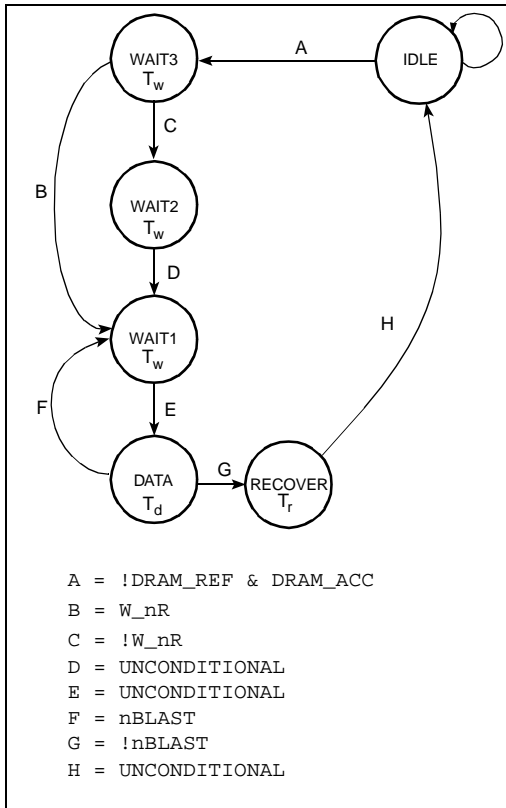 A
WAIT3
Tw
IDLE
C
B
WAIT2
Tw
D
H
WAIT1
Tw
F
E
G
DATA
Td
RECOVER
Tr
A = !DRAM_REF & DRAM_ACC
B = W_nR
C = !W_nR
D = UNCONDITIONAL
E = UNCONDITIONAL
F = nBLAST
G = !nBLAST
H = UNCONDITIONAL